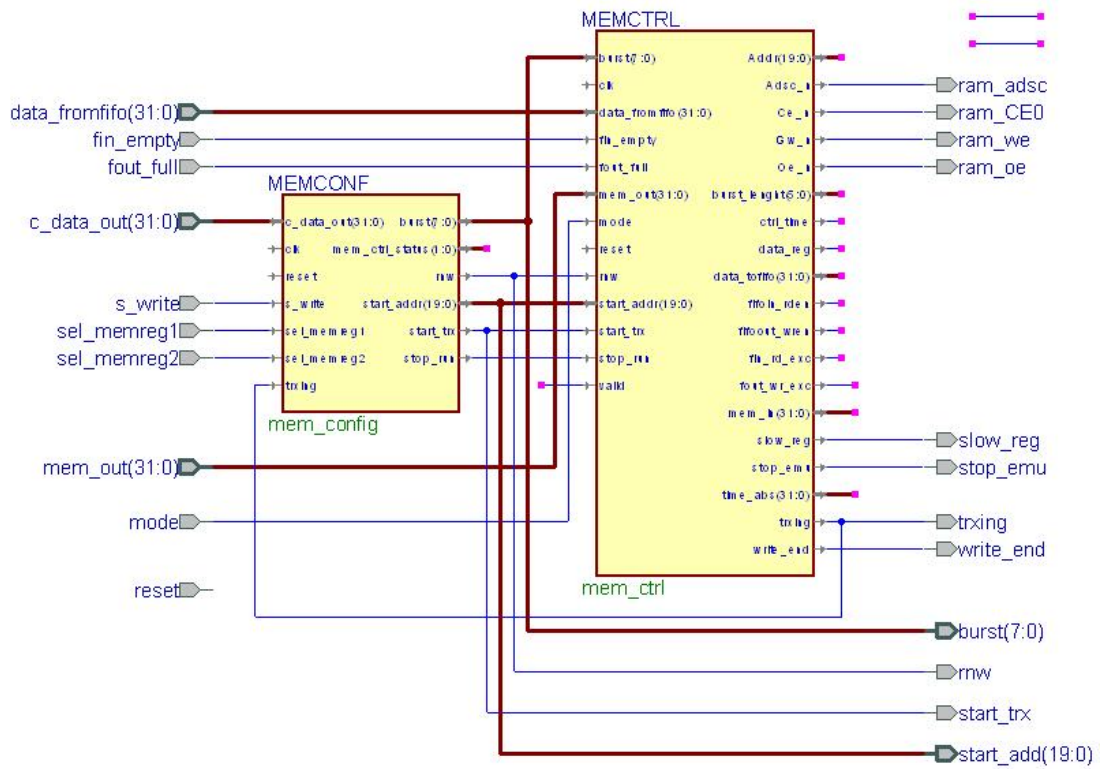 MEMCTRL
burst(7:0)
Addr(19:0)
clk
Adsc_n
ram_adsc
data_fromfifo(31:0)
data_fromfifo(31:0)
Ce_n
ram_CE0
fin_empty
fin_empty
Gw_n
ram_we
fout_full
fout_full
Oe_n
ram_oe
MEMCONF
mem_out(31:0)
burst_lenght(5:0)
c_data_out(31:0)
c_data_out(31:0)
burst(7:0)
mode
ctrl_time
clk
mem_ctrl_status(1:0)
reset
data_reg
reset
rnw
rnw
data_tofifo(31:0)
s_write
s_write
start_addr(19:0)
start_addr(19:0)
fifoin_rden
sel_memreg1
sel_memreg1
start_trx
start_trx
fifoout_wren
sel_memreg2
sel_memreg2
stop_run
stop_run
fin_rd_exc
trxing
valid
fout_wr_exc
mem_config
mem_in(31:0)
slow_reg
slow_reg
mem_out(31:0)
stop_emu
stop_emu
time_abs(31:0)
mode
trxing
trxing
write_end
write_end
reset
mem_ctrl
burst(7:0)
rnw
start_trx
start_add(19:0)